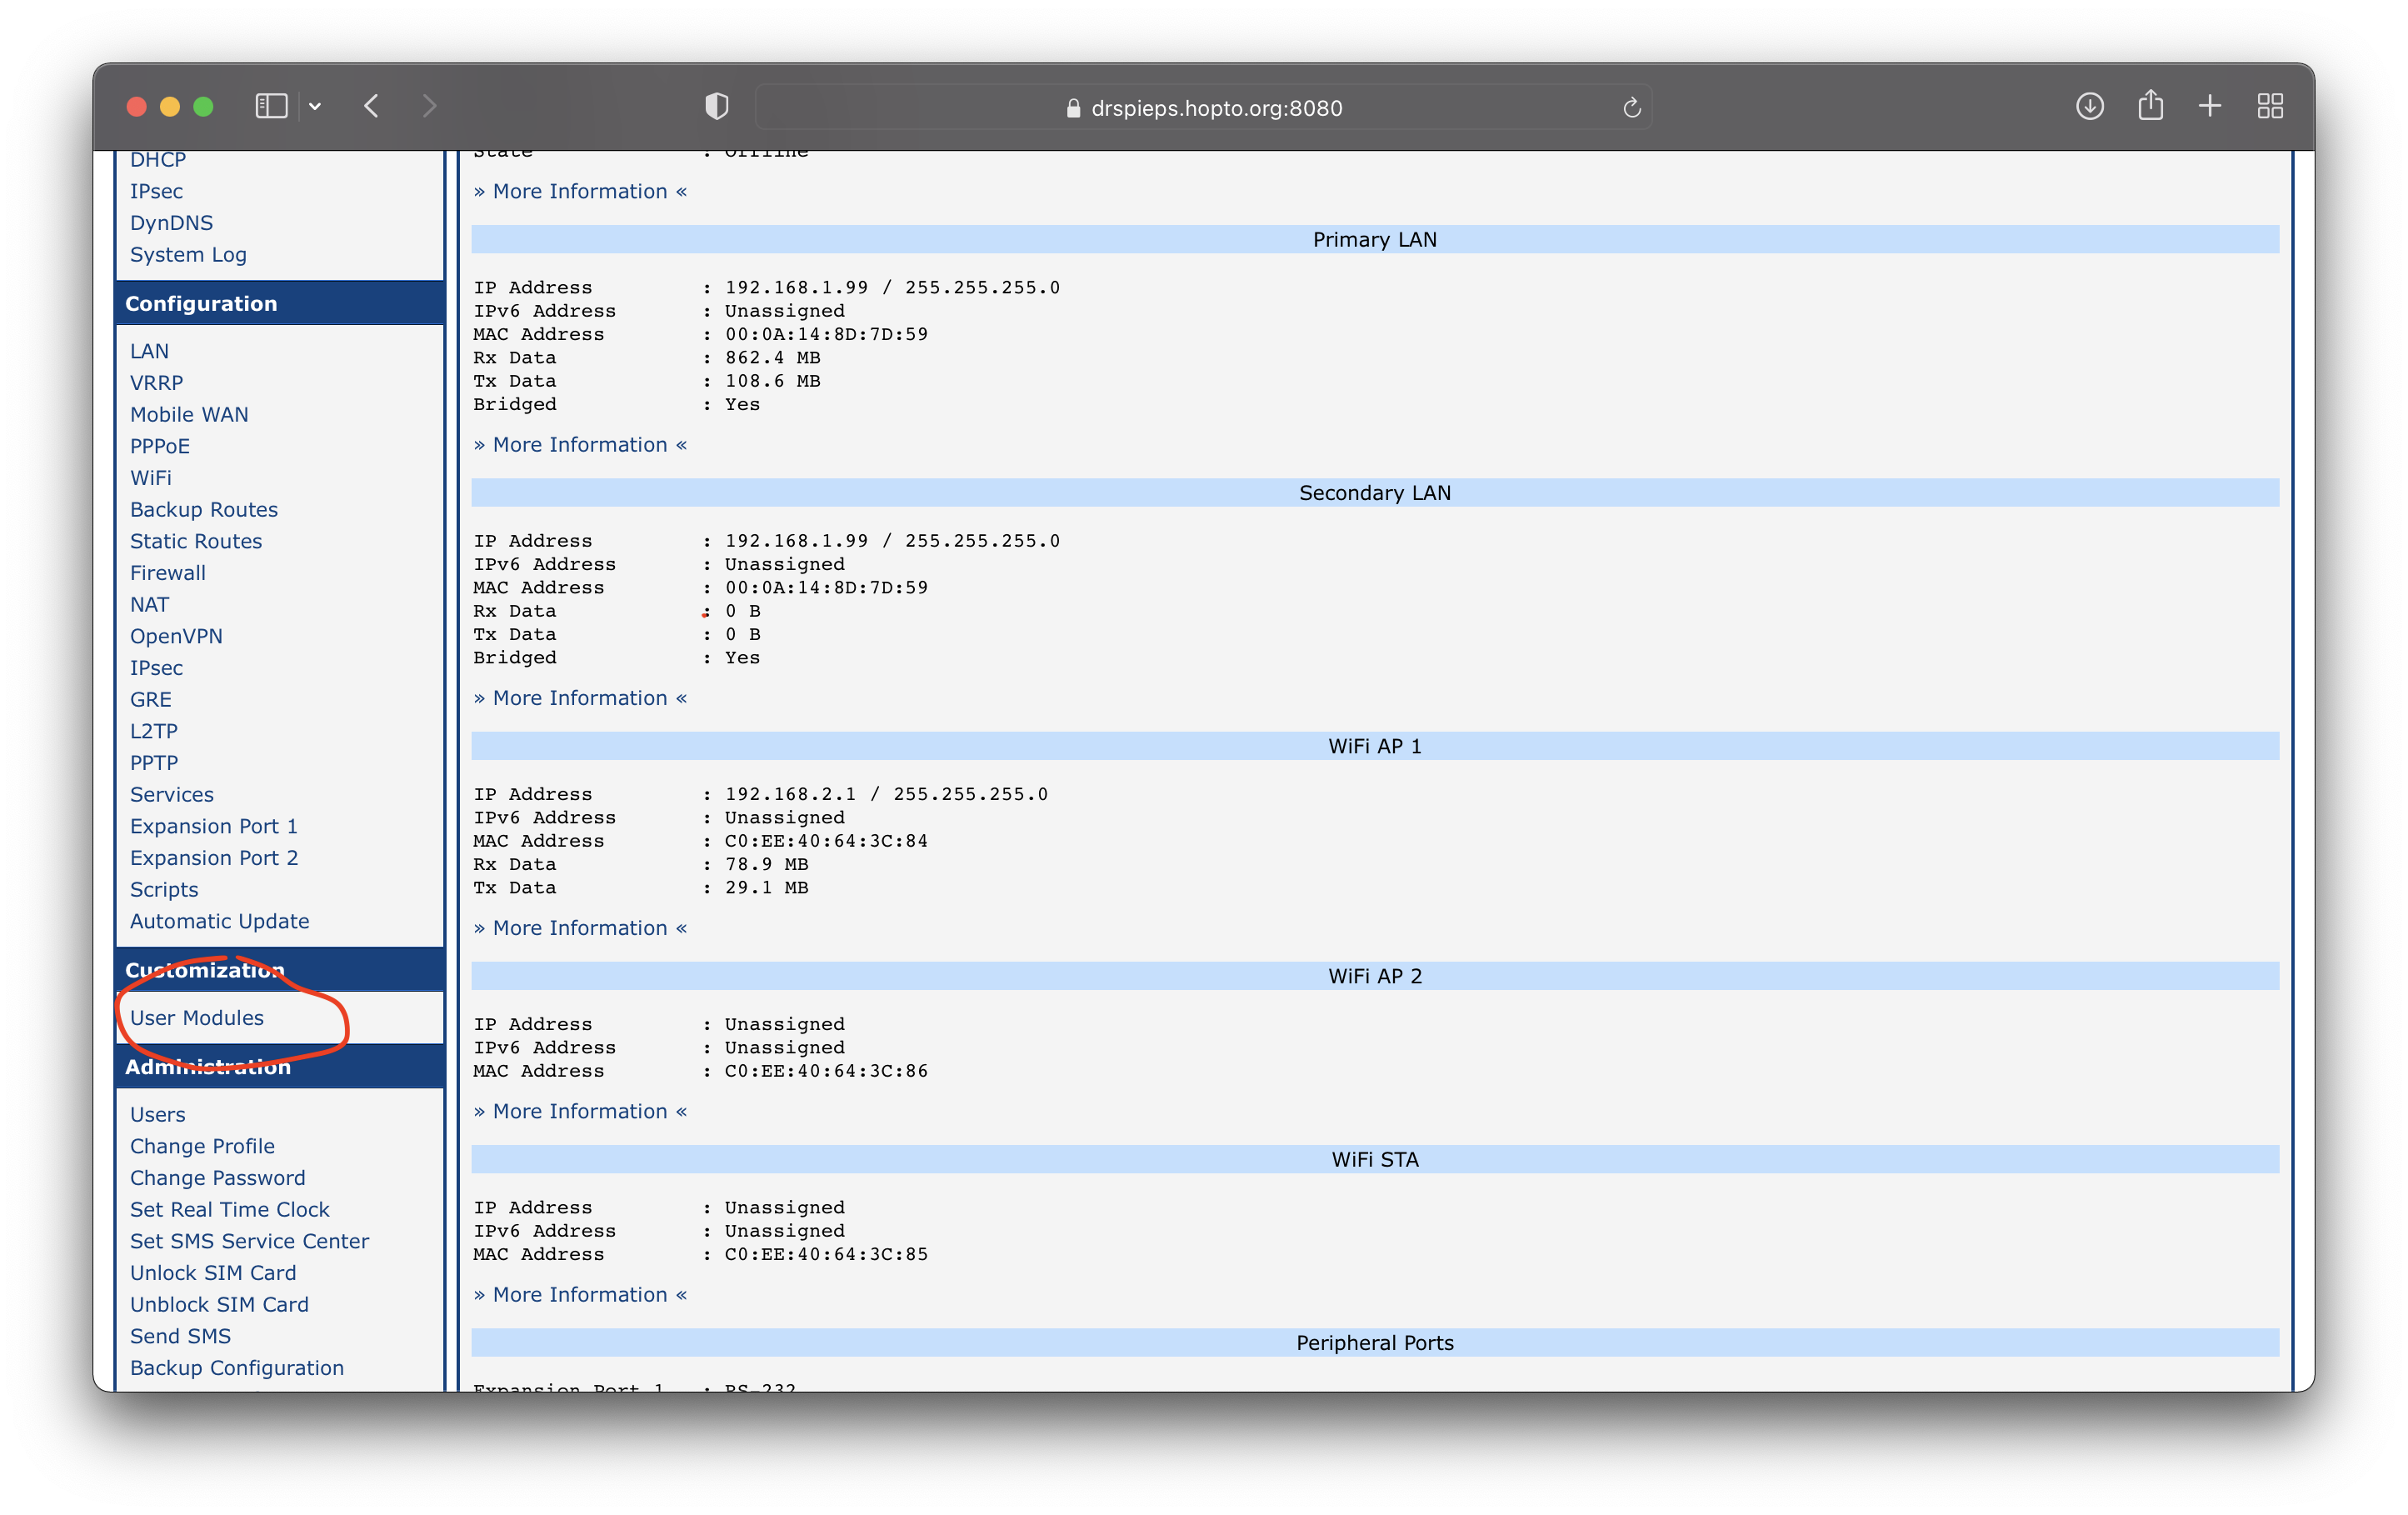 drspieps.hopto.org:8080
DHCP
IPsec
DynDNS
System Log
Configuration
LAN
VRRP
Mobile WAN
PPPoE
WiFi
Backup Routes
Static Routes
Firewall
NAT
OpenVPN
IPsec
GRE
L2TP
PPTP
Services
Expansion Port 1
Expansion Port 2
Scripts
Automatic Update
Customization
User Modules
Administration
Users
Change Profile
Change Password
Set Real Time Clock
Set SMS Service Center
Unlock SIM Card
Unblock SIM Card
Send SMS
Backup Configuration
State : Offline
» More Information «
Primary LAN
IP Address : 192.168.1.99 / 255.255.255.0
IPv6 Address : Unassigned
MAC Address : 00:0A:14:8D:7D:59
Rx Data : 862.4 MB
Tx Data : 108.6 MB
Bridged : Yes
» More Information «
Secondary LAN
IP Address : 192.168.1.99 / 255.255.255.0
IPv6 Address : Unassigned
MAC Address : 00:0A:14:8D:7D:59
Rx Data : 0 B
Tx Data : 0 B
Bridged : Yes
» More Information «
WiFi AP 1
IP Address : 192.168.2.1 / 255.255.255.0
IPv6 Address : Unassigned
MAC Address : C0:EE:40:64:3C:84
Rx Data : 78.9 MB
Tx Data : 29.1 MB
» More Information «
WiFi AP 2
IP Address : Unassigned
IPv6 Address : Unassigned
MAC Address : C0:EE:40:64:3C:86
» More Information «
WiFi STA
IP Address : Unassigned
IPv6 Address : Unassigned
MAC Address : C0:EE:40:64:3C:85
» More Information «
Peripheral Ports
Expansion Port 1 : RS-232